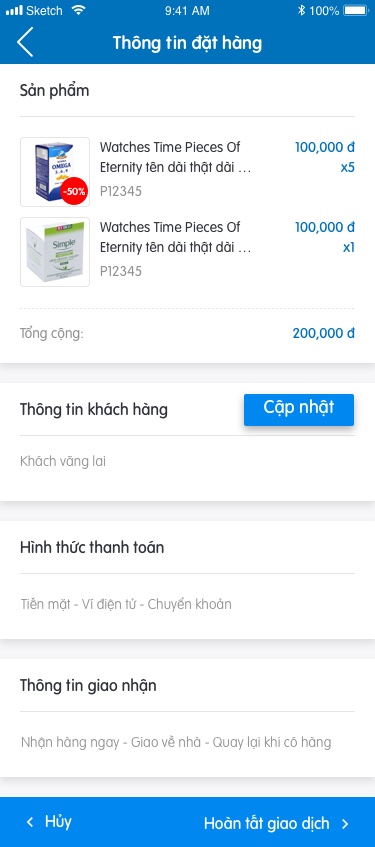 Sketch 9:41 AM 100%
Thông tin đặt hàng
Sản phẩm
Watches Time Pieces Of 100,000 đ
Eternity tên dài thật dài ... x5
OMEGA
3.6.9
-50%
P12345
Watches Time Pieces Of 100,000 đ
Eternity tên dài thật dài ... x1
Simple
P12345
Tổng cộng: 200,000 đ
Thông tin khách hàng Cập nhật
Khách vãng lai
Hình thức thanh toán
Tiền mặt - Ví điện tử - Chuyển khoản
Thông tin giao nhận
Nhận hàng ngay - Giao về nhà - Quay lại khi có hàng
Hủy Hoàn tất giao dịch